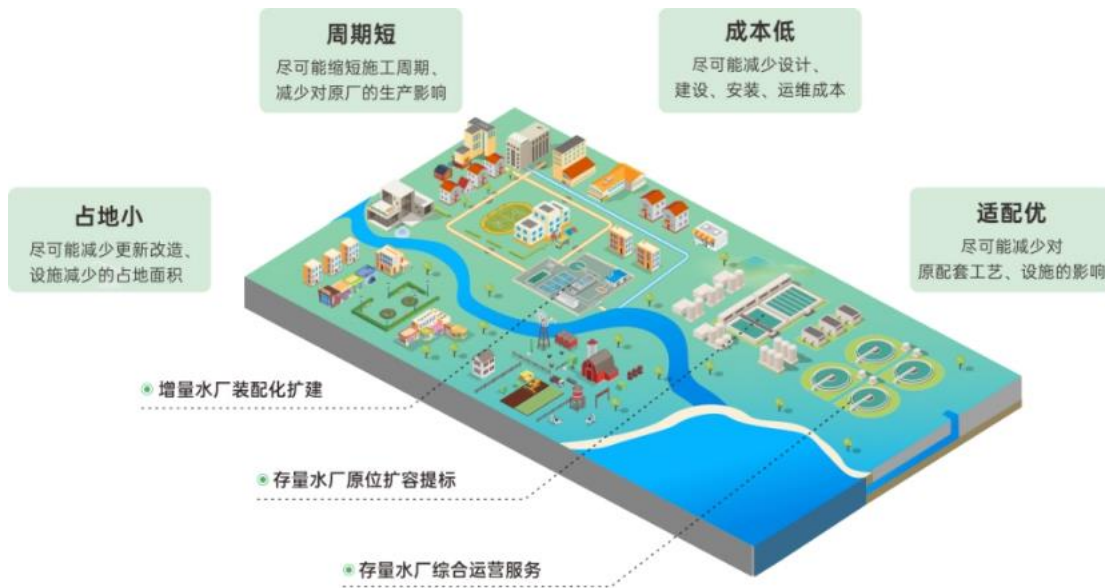 周期短
尽可能缩短施工周期、
减少对原厂的生产影响
成本低
尽可能减少设计、
建设、安装、运维成本
占地小
尽可能减少更新改造、
设施减少的占地面积
适配优
尽可能减少对
原配套工艺、设施的影响
增量水厂装配化扩建
存量水厂原位扩容提标
存量水厂综合运营服务